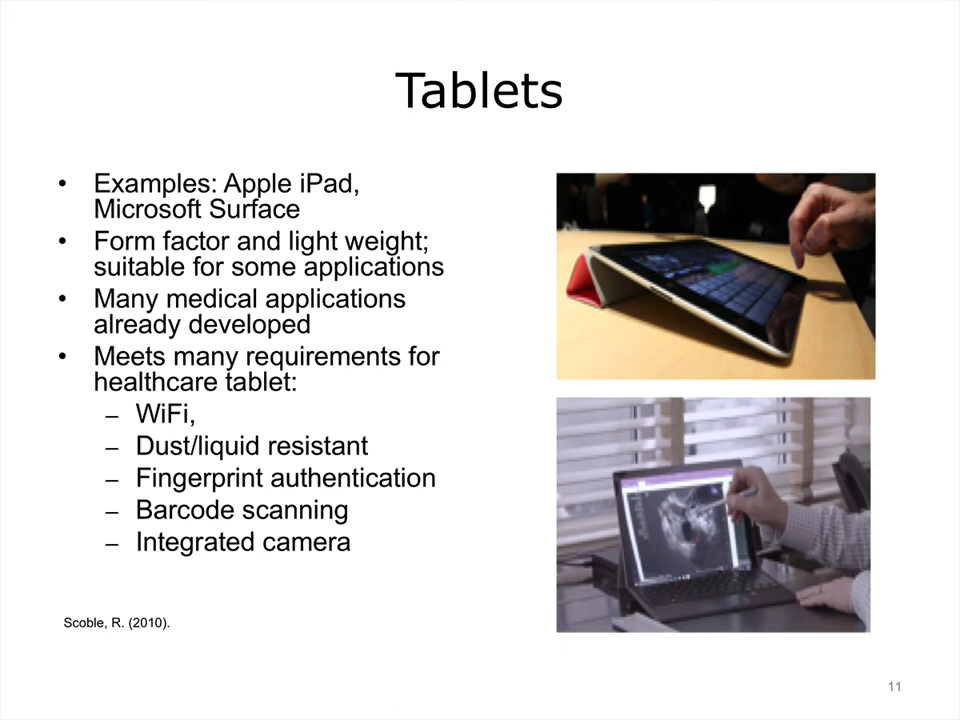 Tablets
• Examples: Apple iPad,
Microsoft Surface
• Form factor and light weight;
suitable for some applications
• Many medical applications
already developed
• Meets many requirements for
healthcare tablet:
– WiFi,
– Dust/liquid resistant
– Fingerprint authentication
– Barcode scanning
– Integrated camera
Scoble, R. (2010).
11